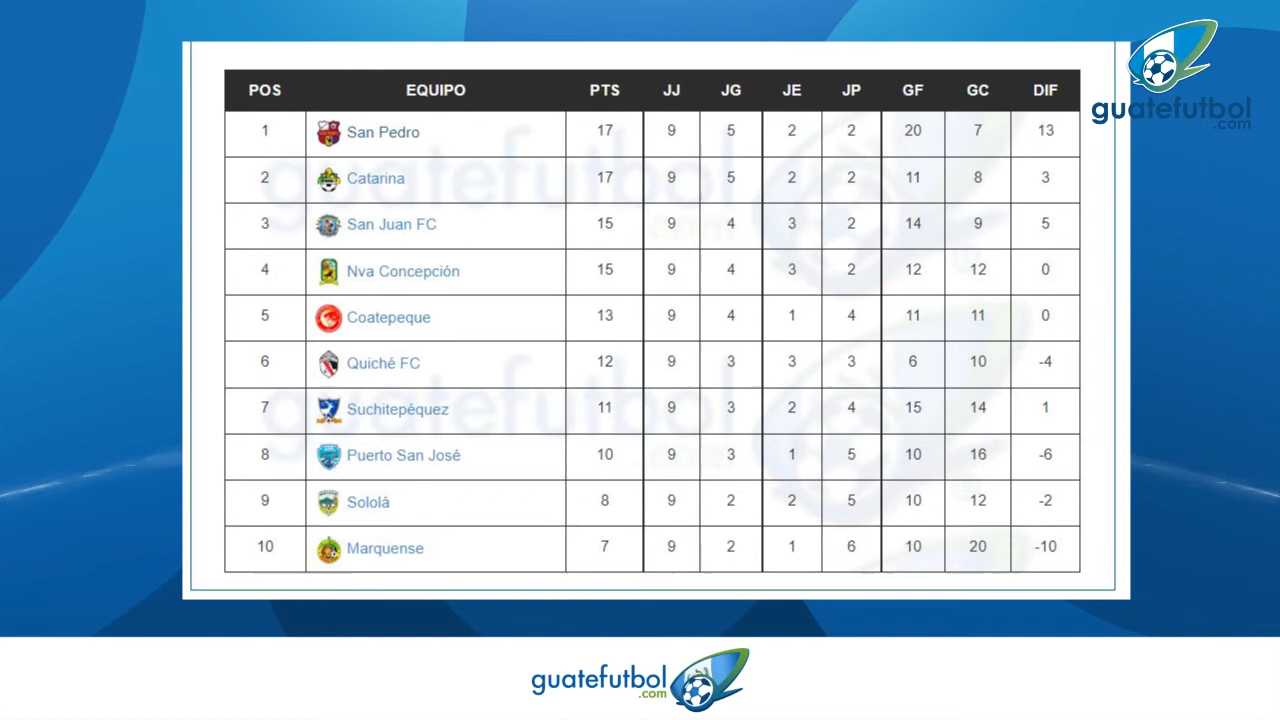 guatefutbol
.com
POS EQUIPO PTS JJ JG JE JP GF GC DIF
1 San Pedro 17 9 5 2 2 20 7 13
2 Catarina 17 9 5 2 2 11 8 3
3 San Juan FC 15 9 4 3 2 14 9 5
4 Nva Concepción 15 9 4 3 2 12 12 0
5 Coatepeque 13 9 4 1 4 11 11 0
6 Quiché FC 12 9 3 3 3 6 10 -4
7 Suchitepéquez 11 9 3 2 4 15 14 1
8 Puerto San José 10 9 3 1 5 10 16 -6
9 Sololá 8 9 2 2 5 10 12 -2
10 Marquense 7 9 2 1 6 10 20 -10
guatefutbol
.com